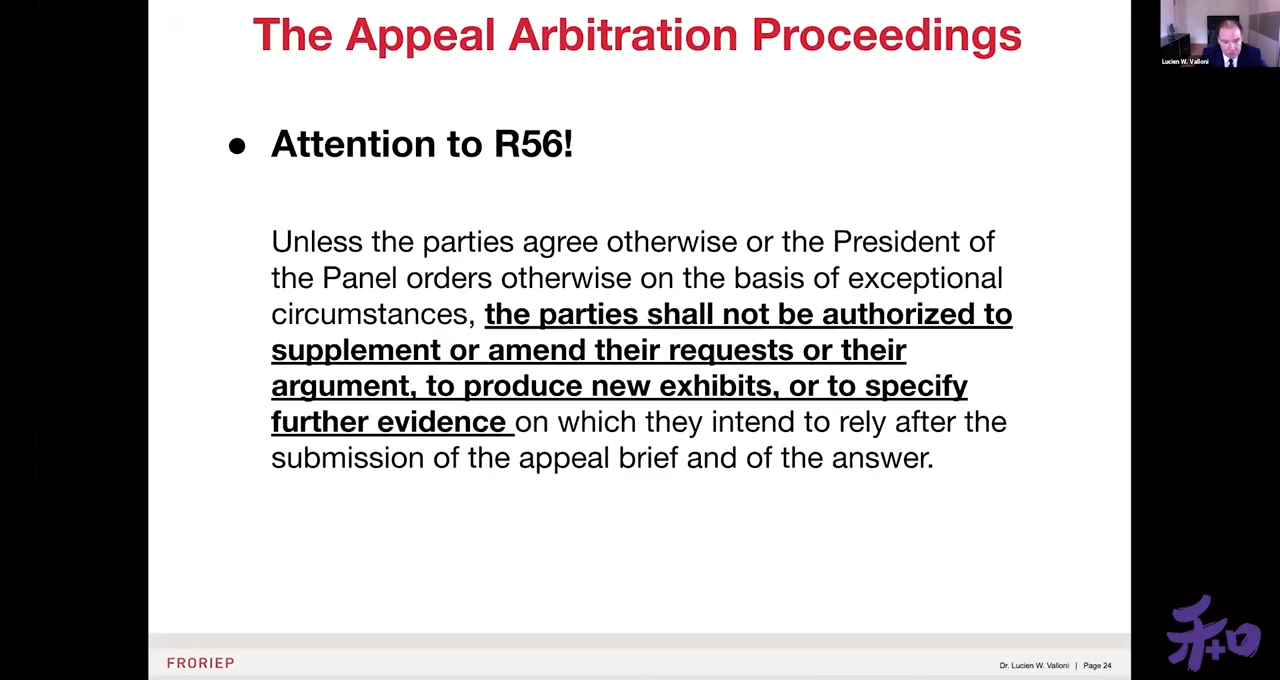 The Appeal Arbitration Proceedings
Lucien W. Valloni
● Attention to R56!
Unless the parties agree otherwise or the President of
the Panel orders otherwise on the basis of exceptional
circumstances, the parties shall not be authorized to
supplement or amend their requests or their
argument, to produce new exhibits, or to specify
further evidence on which they intend to rely after the
submission of the appeal brief and of the answer.
FRORIEP
Dr. Lucien W. Valloni | Page 24